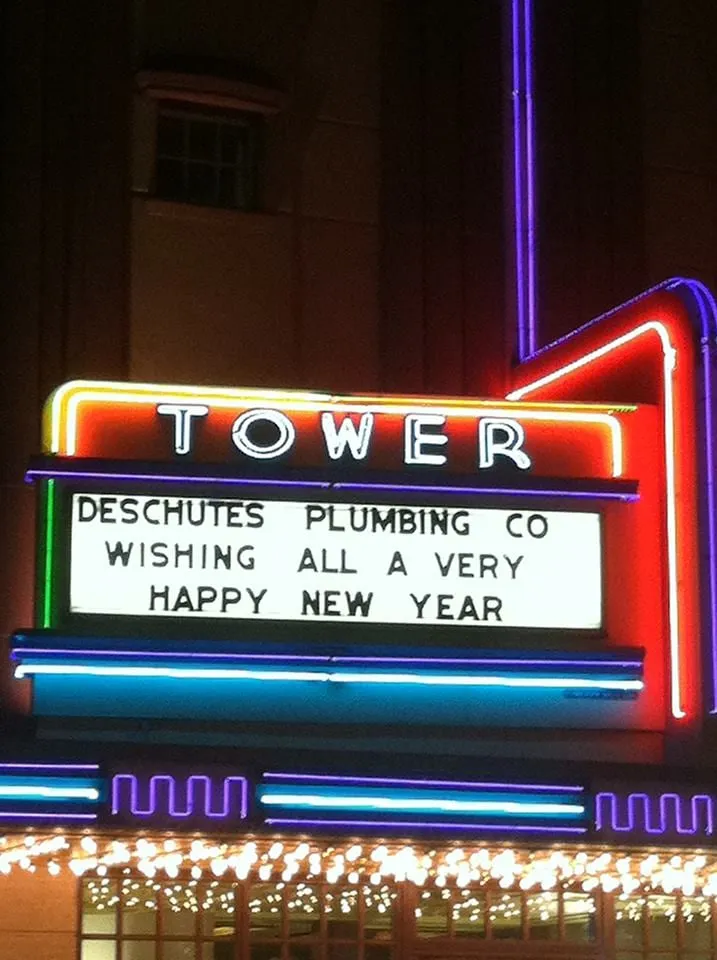 TOWER
DESCHUTES PLUMBING CO
WISHING ALL A VERY
HAPPY NEW YEAR